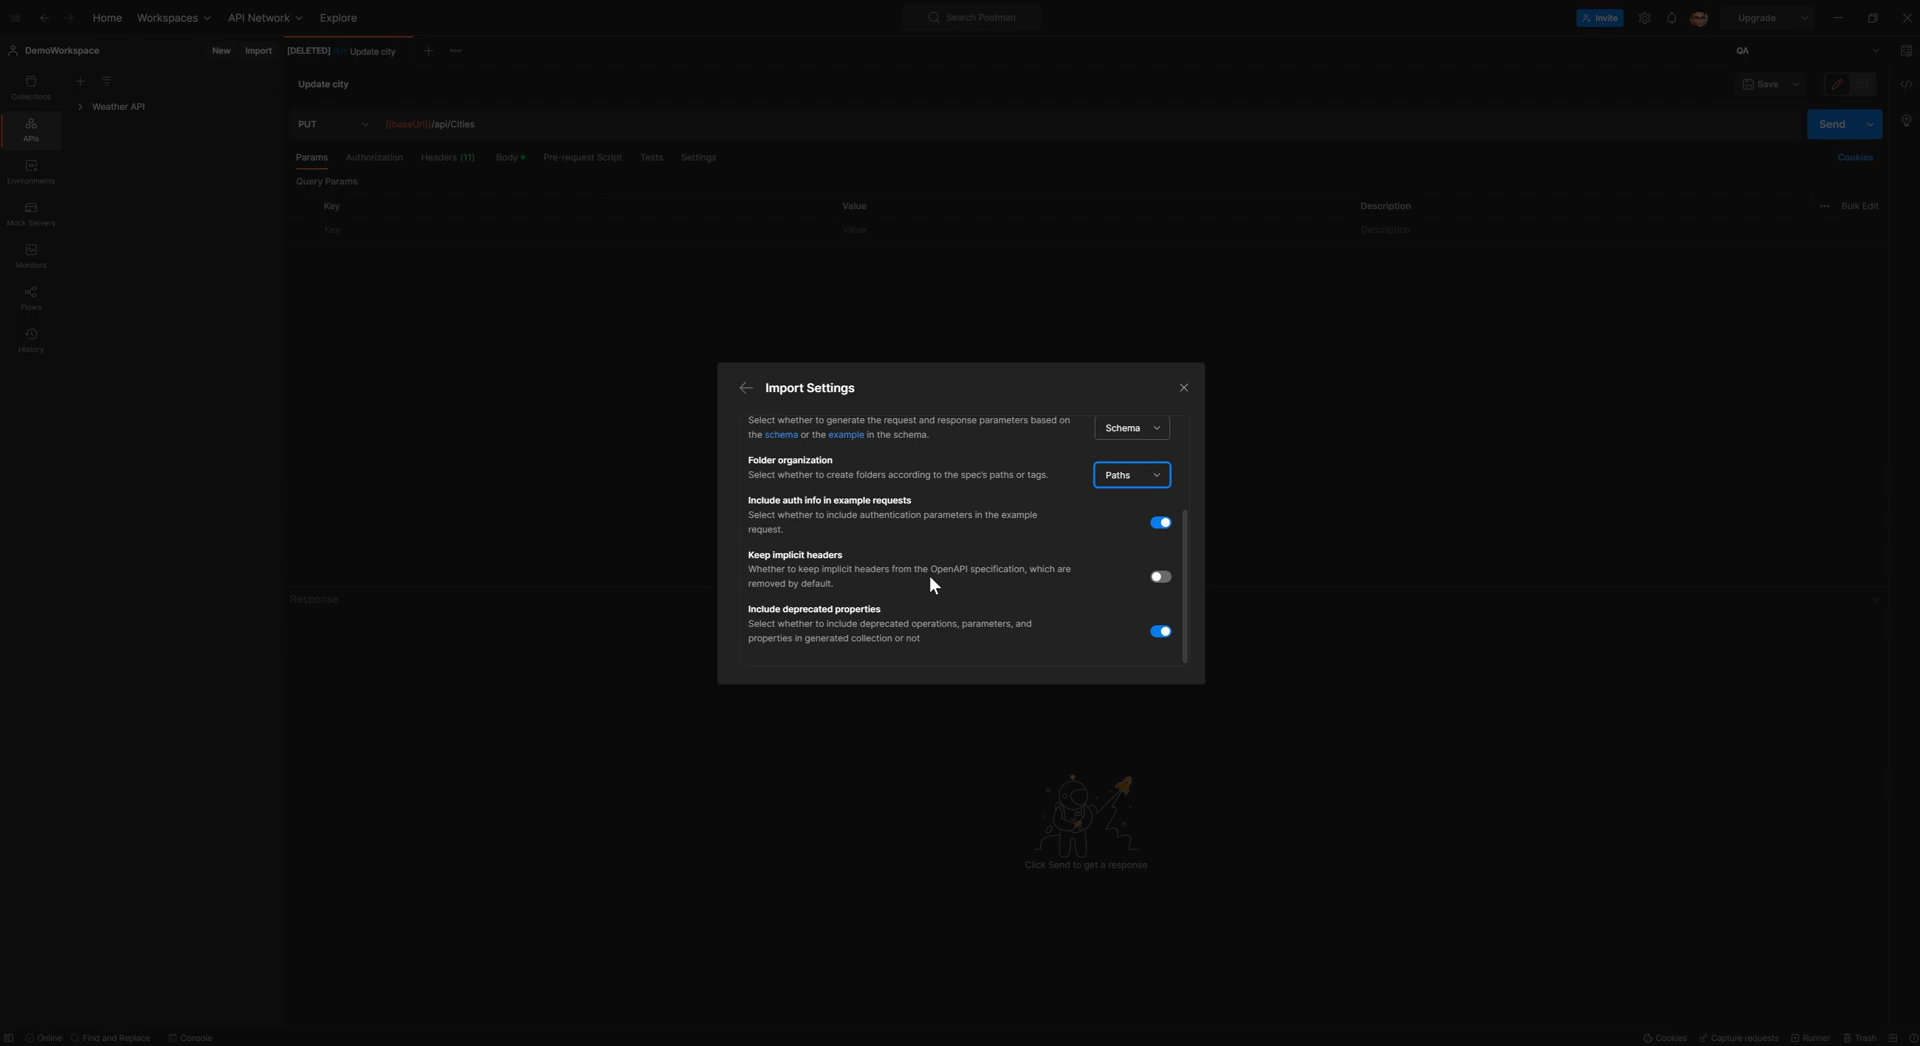 Home Workspaces API Network Explore Search Postman Invite Upgrade
DemoWorkspace New Import [DELETED] PUT Update city QA
Collections
APIs
Environments
Mock Servers
Monitors
Flows
History
Weather API
Update city Save
PUT {{baseUrl}}/api/Cities Send
Params Authorization Headers (11) Body Pre-request Script Tests Settings Cookies
Query Params
Key Value Description Bulk Edit
Key Value Description
Import Settings
Select whether to generate the request and response parameters based on
the schema or the example in the schema.
Schema
Folder organization
Select whether to create folders according to the spec's paths or tags.
Paths
Include auth info in example requests
Select whether to include authentication parameters in the example
request.
Keep implicit headers
Whether to keep implicit headers from the OpenAPI specification, which are
removed by default.
Include deprecated properties
Select whether to include deprecated operations, parameters, and
properties in generated collection or not
Response
Click Send to get a response
Online Find and Replace Console Cookies Capture requests Runner Trash